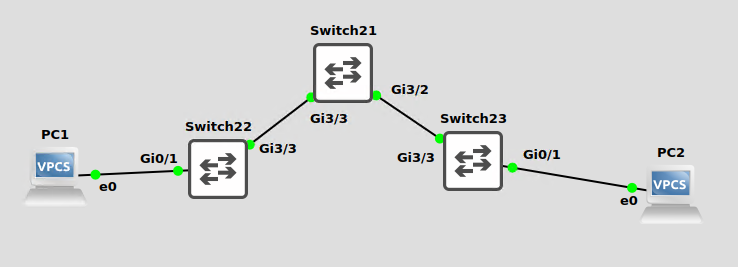 Switch21
Gi3/2
Gi3/3
Switch22
Gi3/3
Switch23
Gi3/3
PC1
VPCS
e0
Gi0/1
Gi0/1
PC2
VPCS
e0